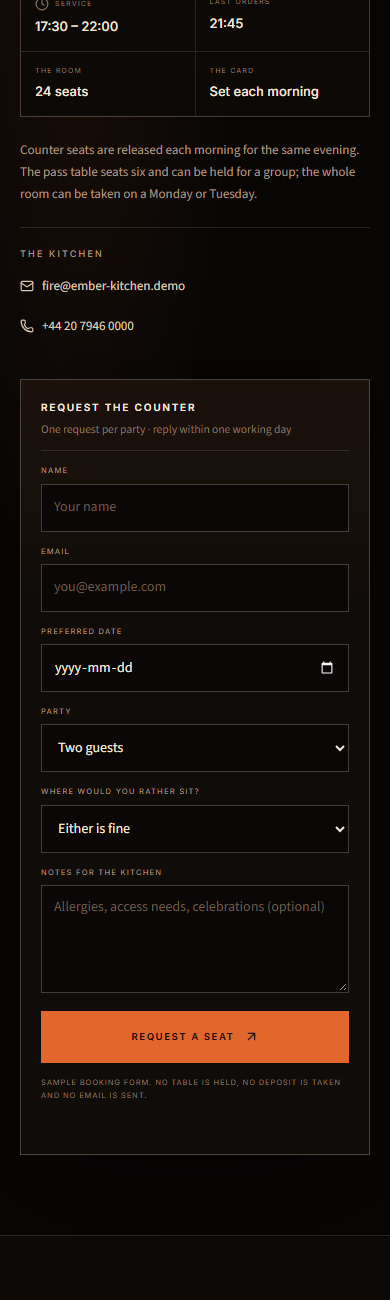 SERVICE
17:30 – 22:00
LAST ORDERS
21:45
THE ROOM
24 seats
THE CARD
Set each morning
Counter seats are released each morning for the same evening.
The pass table seats six and can be held for a group; the whole
room can be taken on a Monday or Tuesday.
THE KITCHEN
fire@ember-kitchen.demo
+44 20 7946 0000
REQUEST THE COUNTER
One request per party · reply within one working day
NAME
Your name
EMAIL
you@example.com
PREFERRED DATE
yyyy-mm-dd
PARTY
Two guests
WHERE WOULD YOU RATHER SIT?
Either is fine
NOTES FOR THE KITCHEN
Allergies, access needs, celebrations (optional)
REQUEST A SEAT
SAMPLE BOOKING FORM. NO TABLE IS HELD, NO DEPOSIT IS TAKEN
AND NO EMAIL IS SENT.